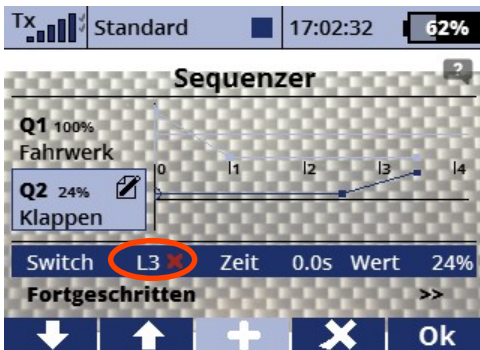 Tx Standard 17:02:32 62%
Sequenzer ?
Q1 100%
Fahrwerk
0 1 2 3 4
Q2 24%
Klappen
Switch L3 Zeit 0.0s Wert 24%
Fortgeschritten >>
Ok